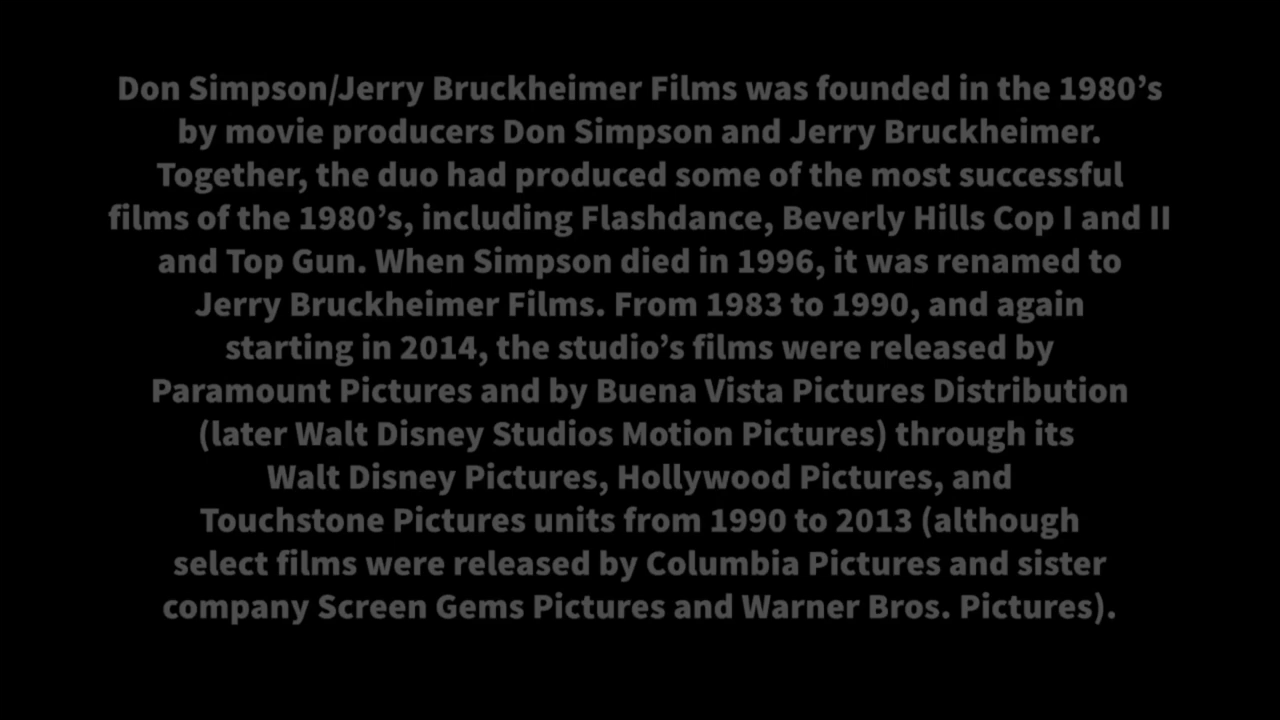 Don Simpson/Jerry Bruckheimer Films was founded in the 1980’s
by movie producers Don Simpson and Jerry Bruckheimer.
Together, the duo had produced some of the most successful
films of the 1980’s, including Flashdance, Beverly Hills Cop I and II
and Top Gun. When Simpson died in 1996, it was renamed to
Jerry Bruckheimer Films. From 1983 to 1990, and again
starting in 2014, the studio’s films were released by
Paramount Pictures and by Buena Vista Pictures Distribution
(later Walt Disney Studios Motion Pictures) through its
Walt Disney Pictures, Hollywood Pictures, and
Touchstone Pictures units from 1990 to 2013 (although
select films were released by Columbia Pictures and sister
company Screen Gems Pictures and Warner Bros. Pictures).